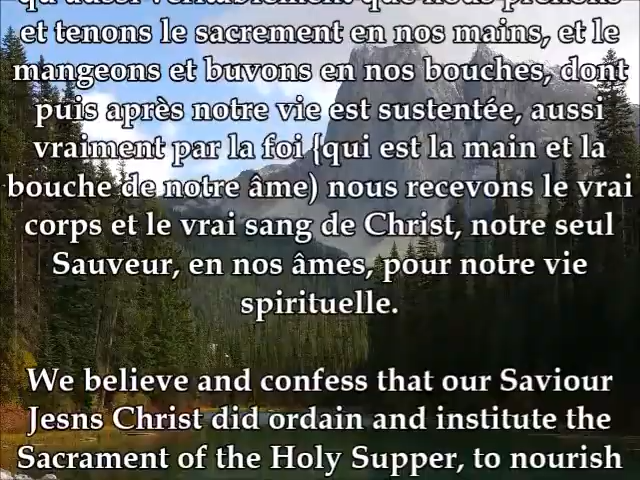 qu'aussi véritablement que nous prenons
et tenons le sacrement en nos mains, et le
mangeons et buvons en nos bouches, dont
puis après notre vie est sustentée, aussi
vraiment par la foi {qui est la main et la
bouche de notre âme) nous recevons le vrai
corps et le vrai sang de Christ, notre seul
Sauveur, en nos âmes, pour notre vie
spirituelle.
We believe and confess that our Saviour
Jesns Christ did ordain and institute the
Sacrament of the Holy Supper, to nourish